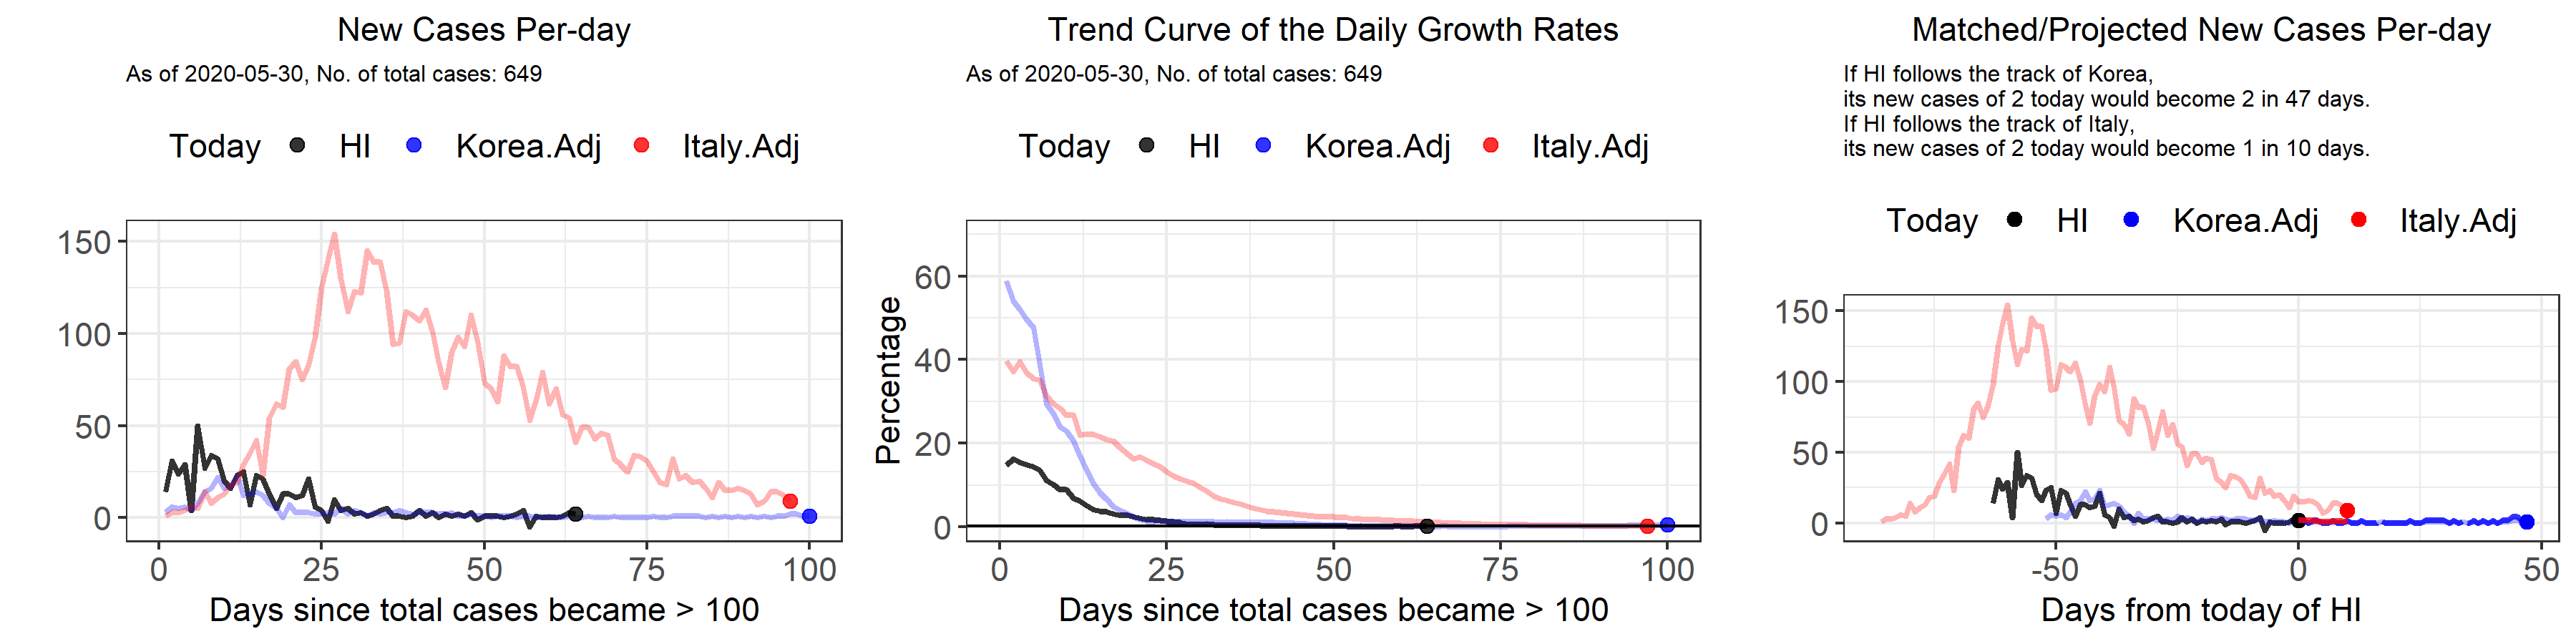 New Cases Per-day
As of 2020-05-30, No. of total cases: 649
Today HI Korea.Adj Italy.Adj
150
100
50
0
0 25 50 75 100
Days since total cases became > 100
Trend Curve of the Daily Growth Rates
As of 2020-05-30, No. of total cases: 649
Today HI Korea.Adj Italy.Adj
Percentage
60
40
20
0
0 25 50 75 100
Days since total cases became > 100
Matched/Projected New Cases Per-day
If HI follows the track of Korea,
its new cases of 2 today would become 2 in 47 days.
If HI follows the track of Italy,
its new cases of 2 today would become 1 in 10 days.
Today HI Korea.Adj Italy.Adj
150
100
50
0
-50 0 50
Days from today of HI